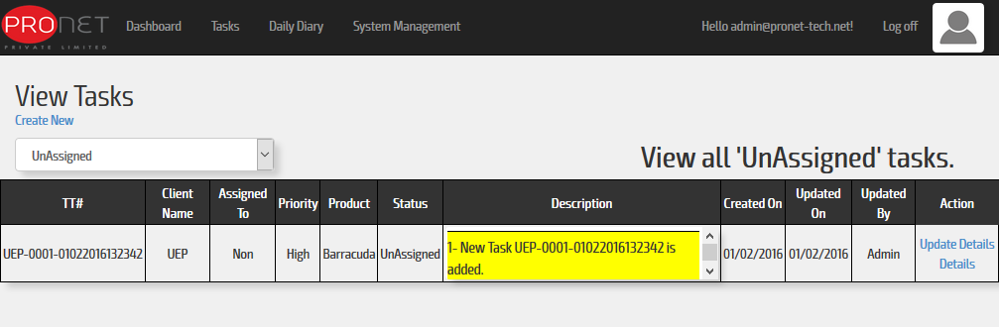 PRONET
PRIVATE LIMITED
Dashboard Tasks Daily Diary System Management Hello admin@pronet-tech.net! Log off
View Tasks
Create New
UnAssigned
View all 'UnAssigned' tasks.
TT# Client Name Assigned To Priority Product Status Description Created On Updated On Updated By Action
UEP-0001-01022016132342 UEP Non High Barracuda UnAssigned 1- New Task UEP-0001-01022016132342 is added. 01/02/2016 01/02/2016 Admin Update Details Details